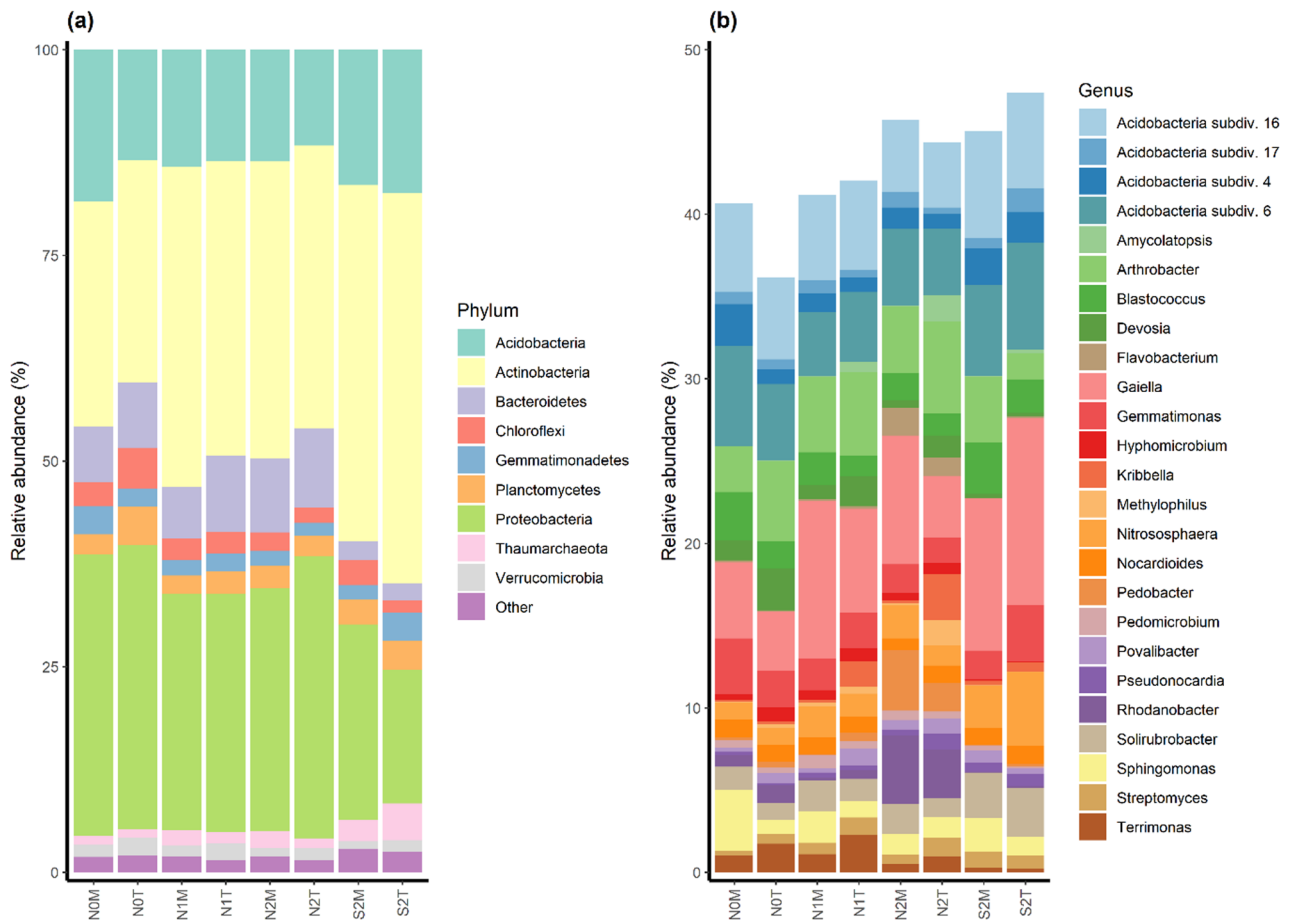 (a)
Relative abundance (%)
100
75
50
25
0
N0M
N0T
N1M
N1T
N2M
N2T
S2M
S2T
Phylum
Acidobacteria
Actinobacteria
Bacteroidetes
Chloroflexi
Gemmatimonadetes
Planctomycetes
Proteobacteria
Thaumarchaeota
Verrucomicrobia
Other
(b)
Relative abundance (%)
50
40
30
20
10
0
N0M
N0T
N1M
N1T
N2M
N2T
S2M
S2T
Genus
Acidobacteria subdiv. 16
Acidobacteria subdiv. 17
Acidobacteria subdiv. 4
Acidobacteria subdiv. 6
Amycolatopsis
Arthrobacter
Blastococcus
Devosia
Flavobacterium
Gaiella
Gemmatimonas
Hyphomicrobium
Kribbella
Methylophilus
Nitrososphaera
Nocardioides
Pedobacter
Pedomicrobium
Povalibacter
Pseudonocardia
Rhodanobacter
Solirubrobacter
Sphingomonas
Streptomyces
Terrimonas